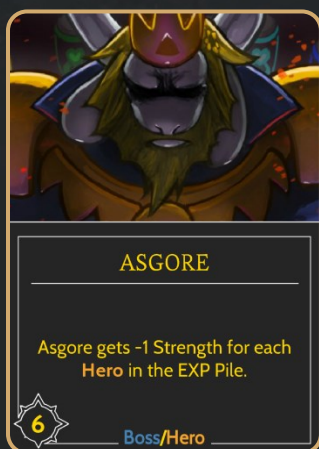 ASGORE
Asgore gets -1 Strength for each
Hero in the EXP Pile.
6
Boss/Hero